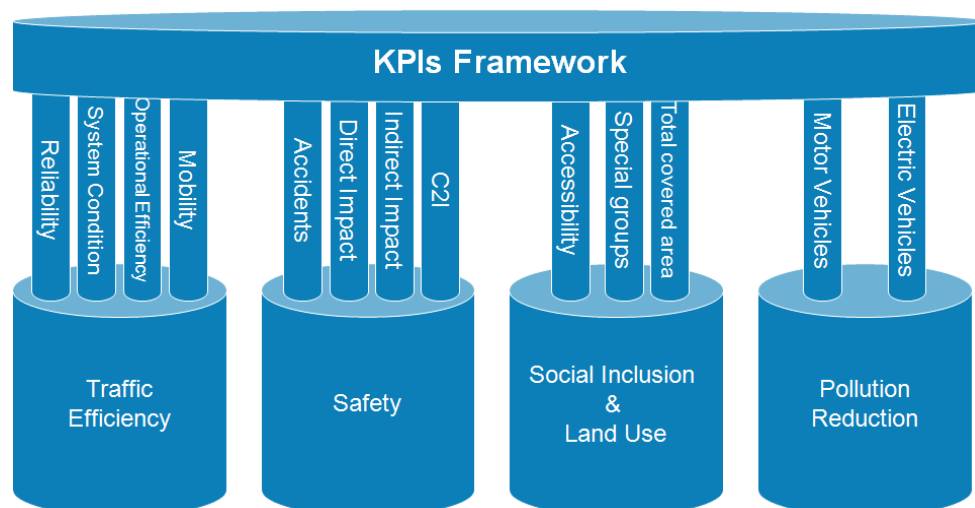 KPIs Framework
Reliability
System Condition
Operational Efficiency
Mobility
Accidents
Direct Impact
Indirect Impact
C2I
Accessibility
Special groups
Total covered area
Motor Vehicles
Electric Vehicles
Traffic
Efficiency
Safety
Social Inclusion
&
Land Use
Pollution
Reduction